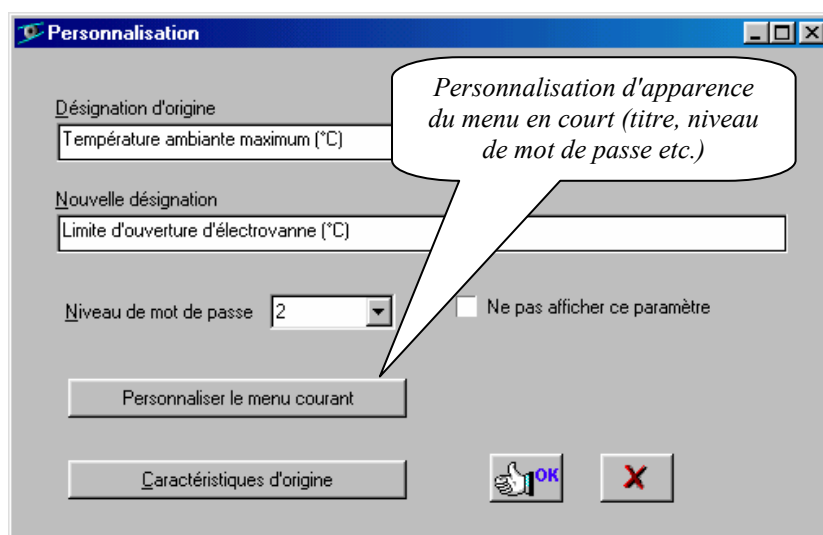 Personnalisation
Personnalisation d'apparence
du menu en court (titre, niveau
de mot de passe etc.)
Désignation d'origine
Température ambiante maximum (°C)
Nouvelle désignation
Limite d'ouverture d'électrovanne (°C)
Niveau de mot de passe 2 Ne pas afficher ce paramètre
Personnaliser le menu courant
Caractéristiques d'origine OK